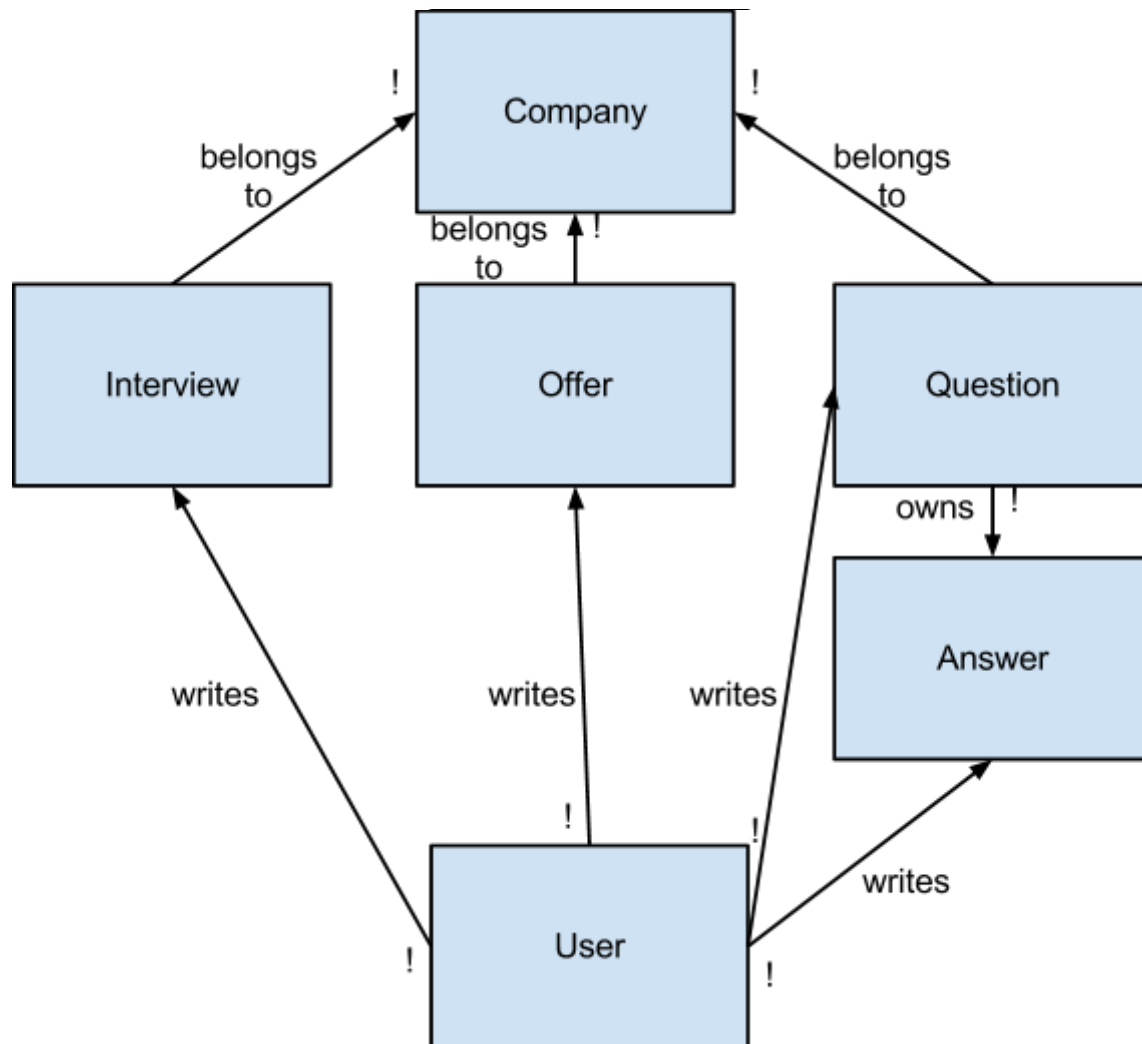 !
!
Company
belongs
to
belongs
to
belongs
to
!
Interview
Offer
Question
owns
!
Answer
writes
writes
writes
!
!
writes
User
!
!